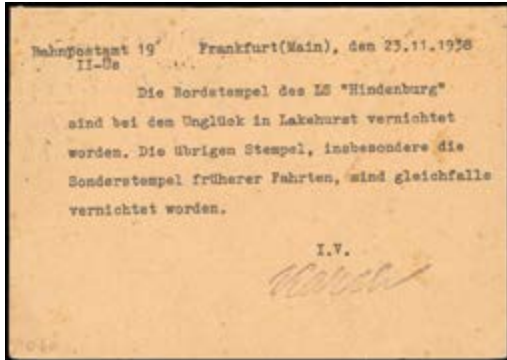 Bahnpostamt 19 Frankfurt(Main), den 23.11.1938
II-Üs
Die Bordstempel des LS "Hindenburg"
sind bei dem Unglück in Lakehurst vernichtet
worden. Die übrigen Stempel, insbesondere die
Sonderstempel früherer Fahrten, sind gleichfalls
vernichtet worden.
I.V.